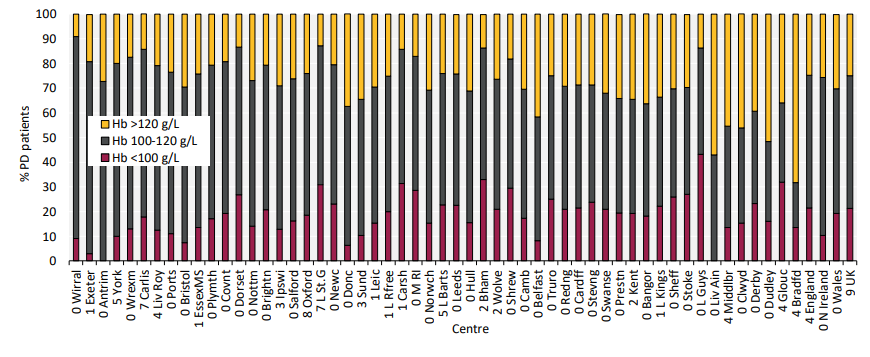 100
90
80
70
60
50
40
30
20
10
0
% PD patients
Hb >120 g/L
Hb 100-120 g/L
Hb <100 g/L
0 Wirral
1 Exeter
0 Antrim
5 York
0 Wrexm
7 Carlis
4 Liv Roy
0 Ports
0 Bristol
1 EssexMS
0 Plymth
0 Covnt
0 Dorset
0 Nottm
0 Brightn
3 Ipswi
0 Salford
8 Oxford
7 L St.G
0 Newc
0 Donc
3 Sund
1 Leic
1 L Rfree
1 Carsh
0 M RI
0 Norwch
5 L Barts
0 Leeds
0 Hull
2 Bham
2 Wolve
0 Shrew
0 Camb
0 Belfast
0 Truro
0 Redng
0 Cardff
0 Stevng
0 Swanse
0 Prestn
2 Kent
0 Bangor
1 L Kings
0 Sheff
0 Stoke
0 L Guys
0 Liv Ain
4 Middlbr
0 Clwyd
0 Derby
0 Dudley
4 Glouc
4 Bradfd
4 England
0 N Ireland
0 Wales
9 UK
Centre